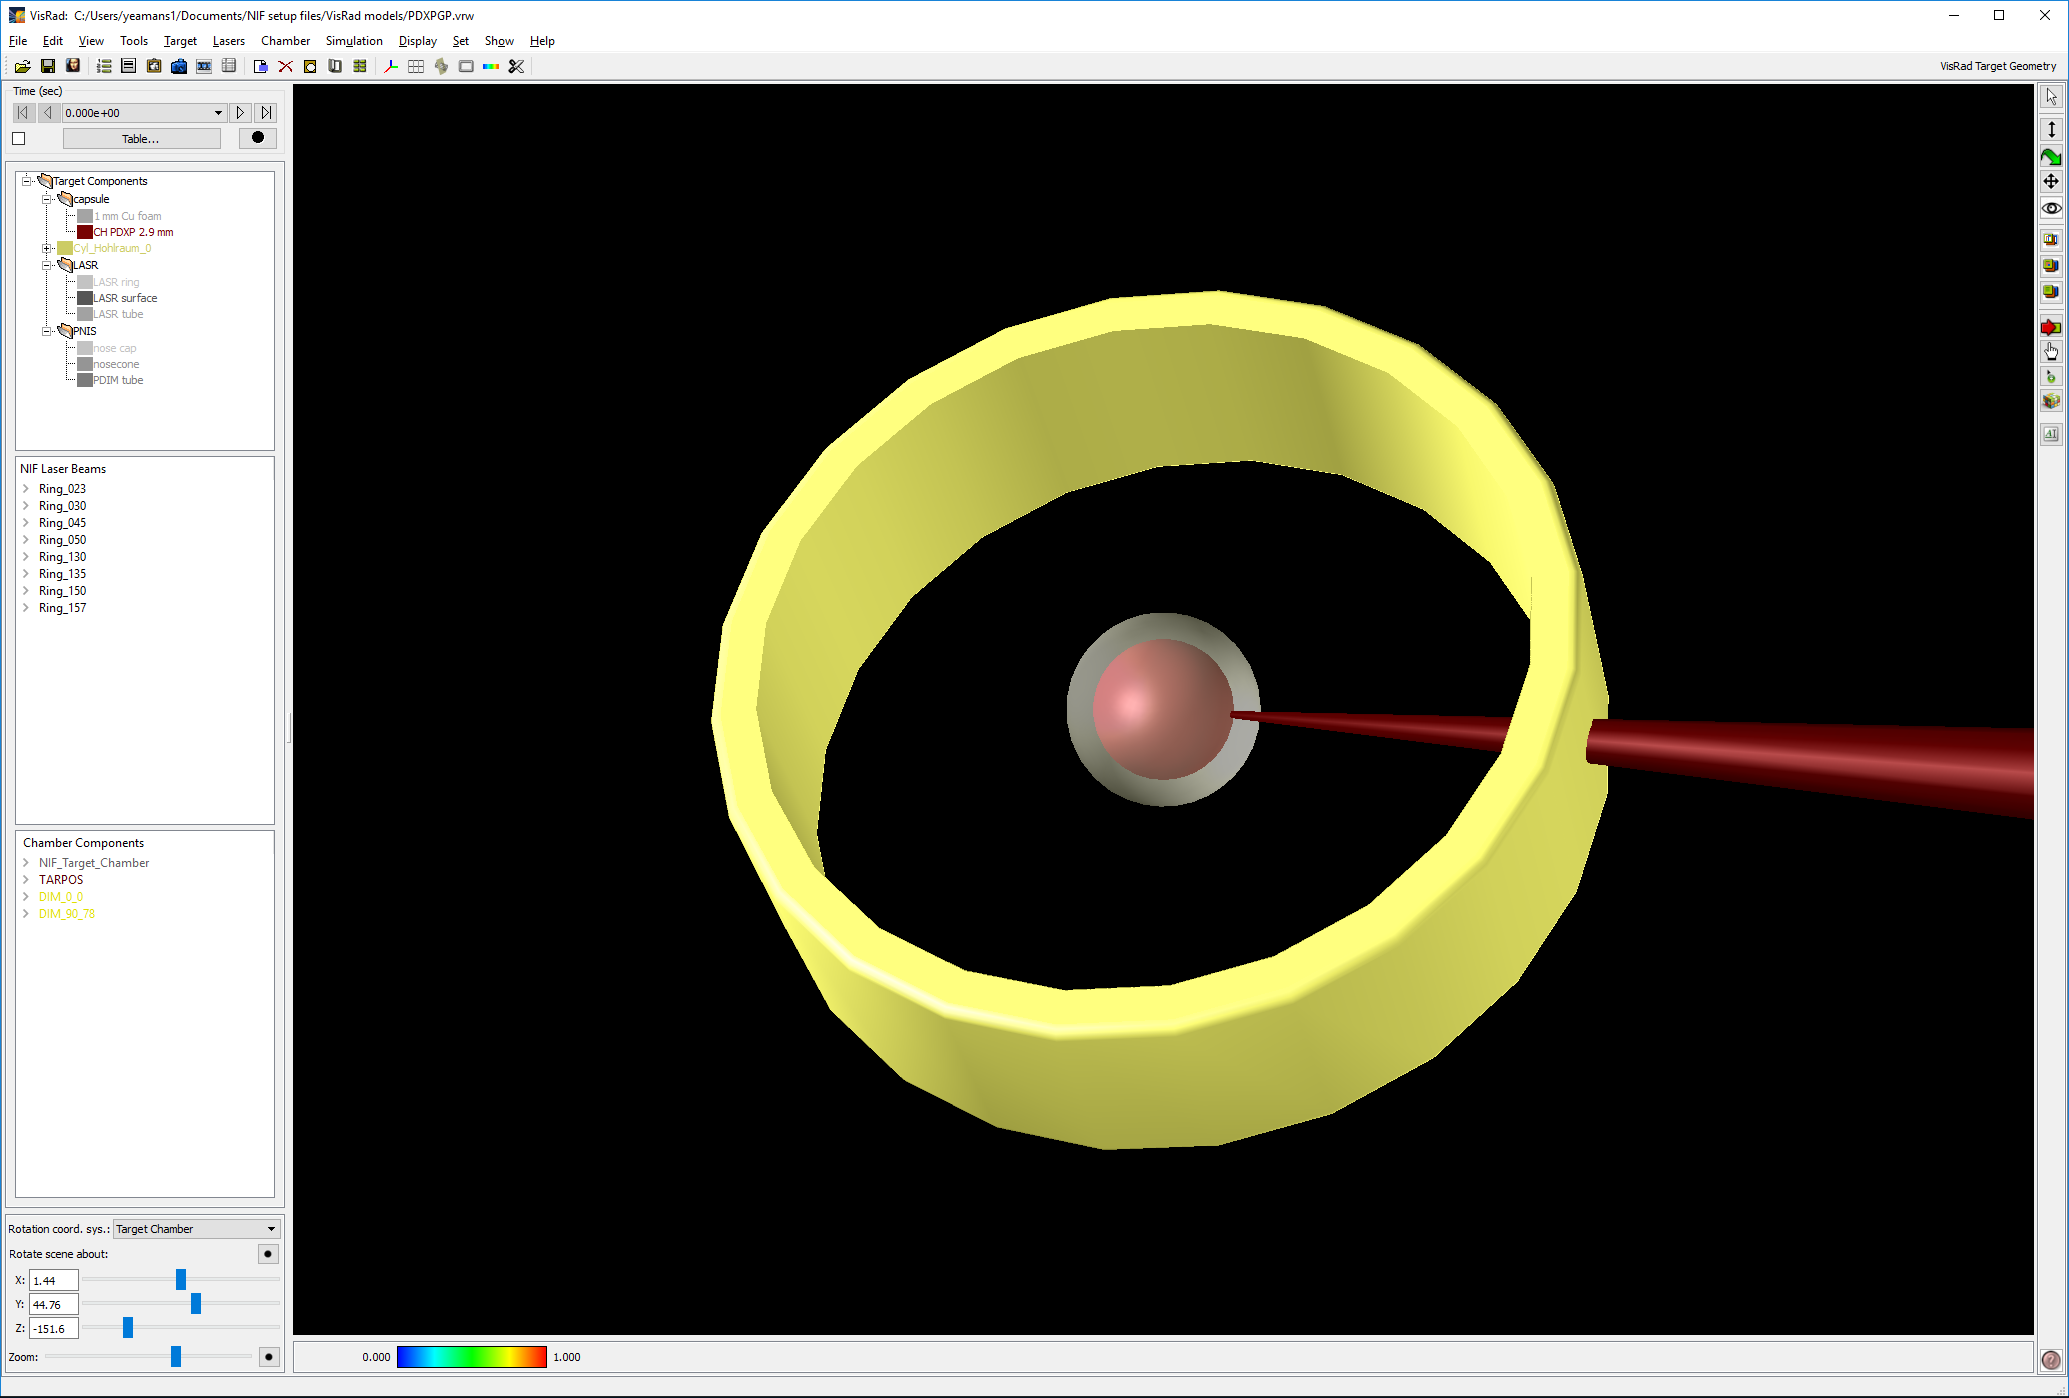 VisRad: C:/Users/yeamans1/Documents/NIF setup files/VisRad models/PDXPGP.vrw
File Edit View Tools Target Lasers Chamber Simulation Display Set Show Help
VisRad Target Geometry
Time (sec)
0.000e+00
Table...
Target Components
capsule
1 mm Cu foam
CH PDXP 2.9 mm
Cyl_Hohlraum_0
LASR
LASR ring
LASR surface
LASR tube
PNIS
nose cap
nosecone
PDIM tube
NIF Laser Beams
Ring_023
Ring_030
Ring_045
Ring_050
Ring_130
Ring_135
Ring_150
Ring_157
Chamber Components
NIF_Target_Chamber
TARPOS
DIM_0_0
DIM_90_78
Rotation coord. sys.: Target Chamber
Rotate scene about:
X: 1.44
Y: 44.76
Z: -151.6
Zoom:
0.000 1.000
AI